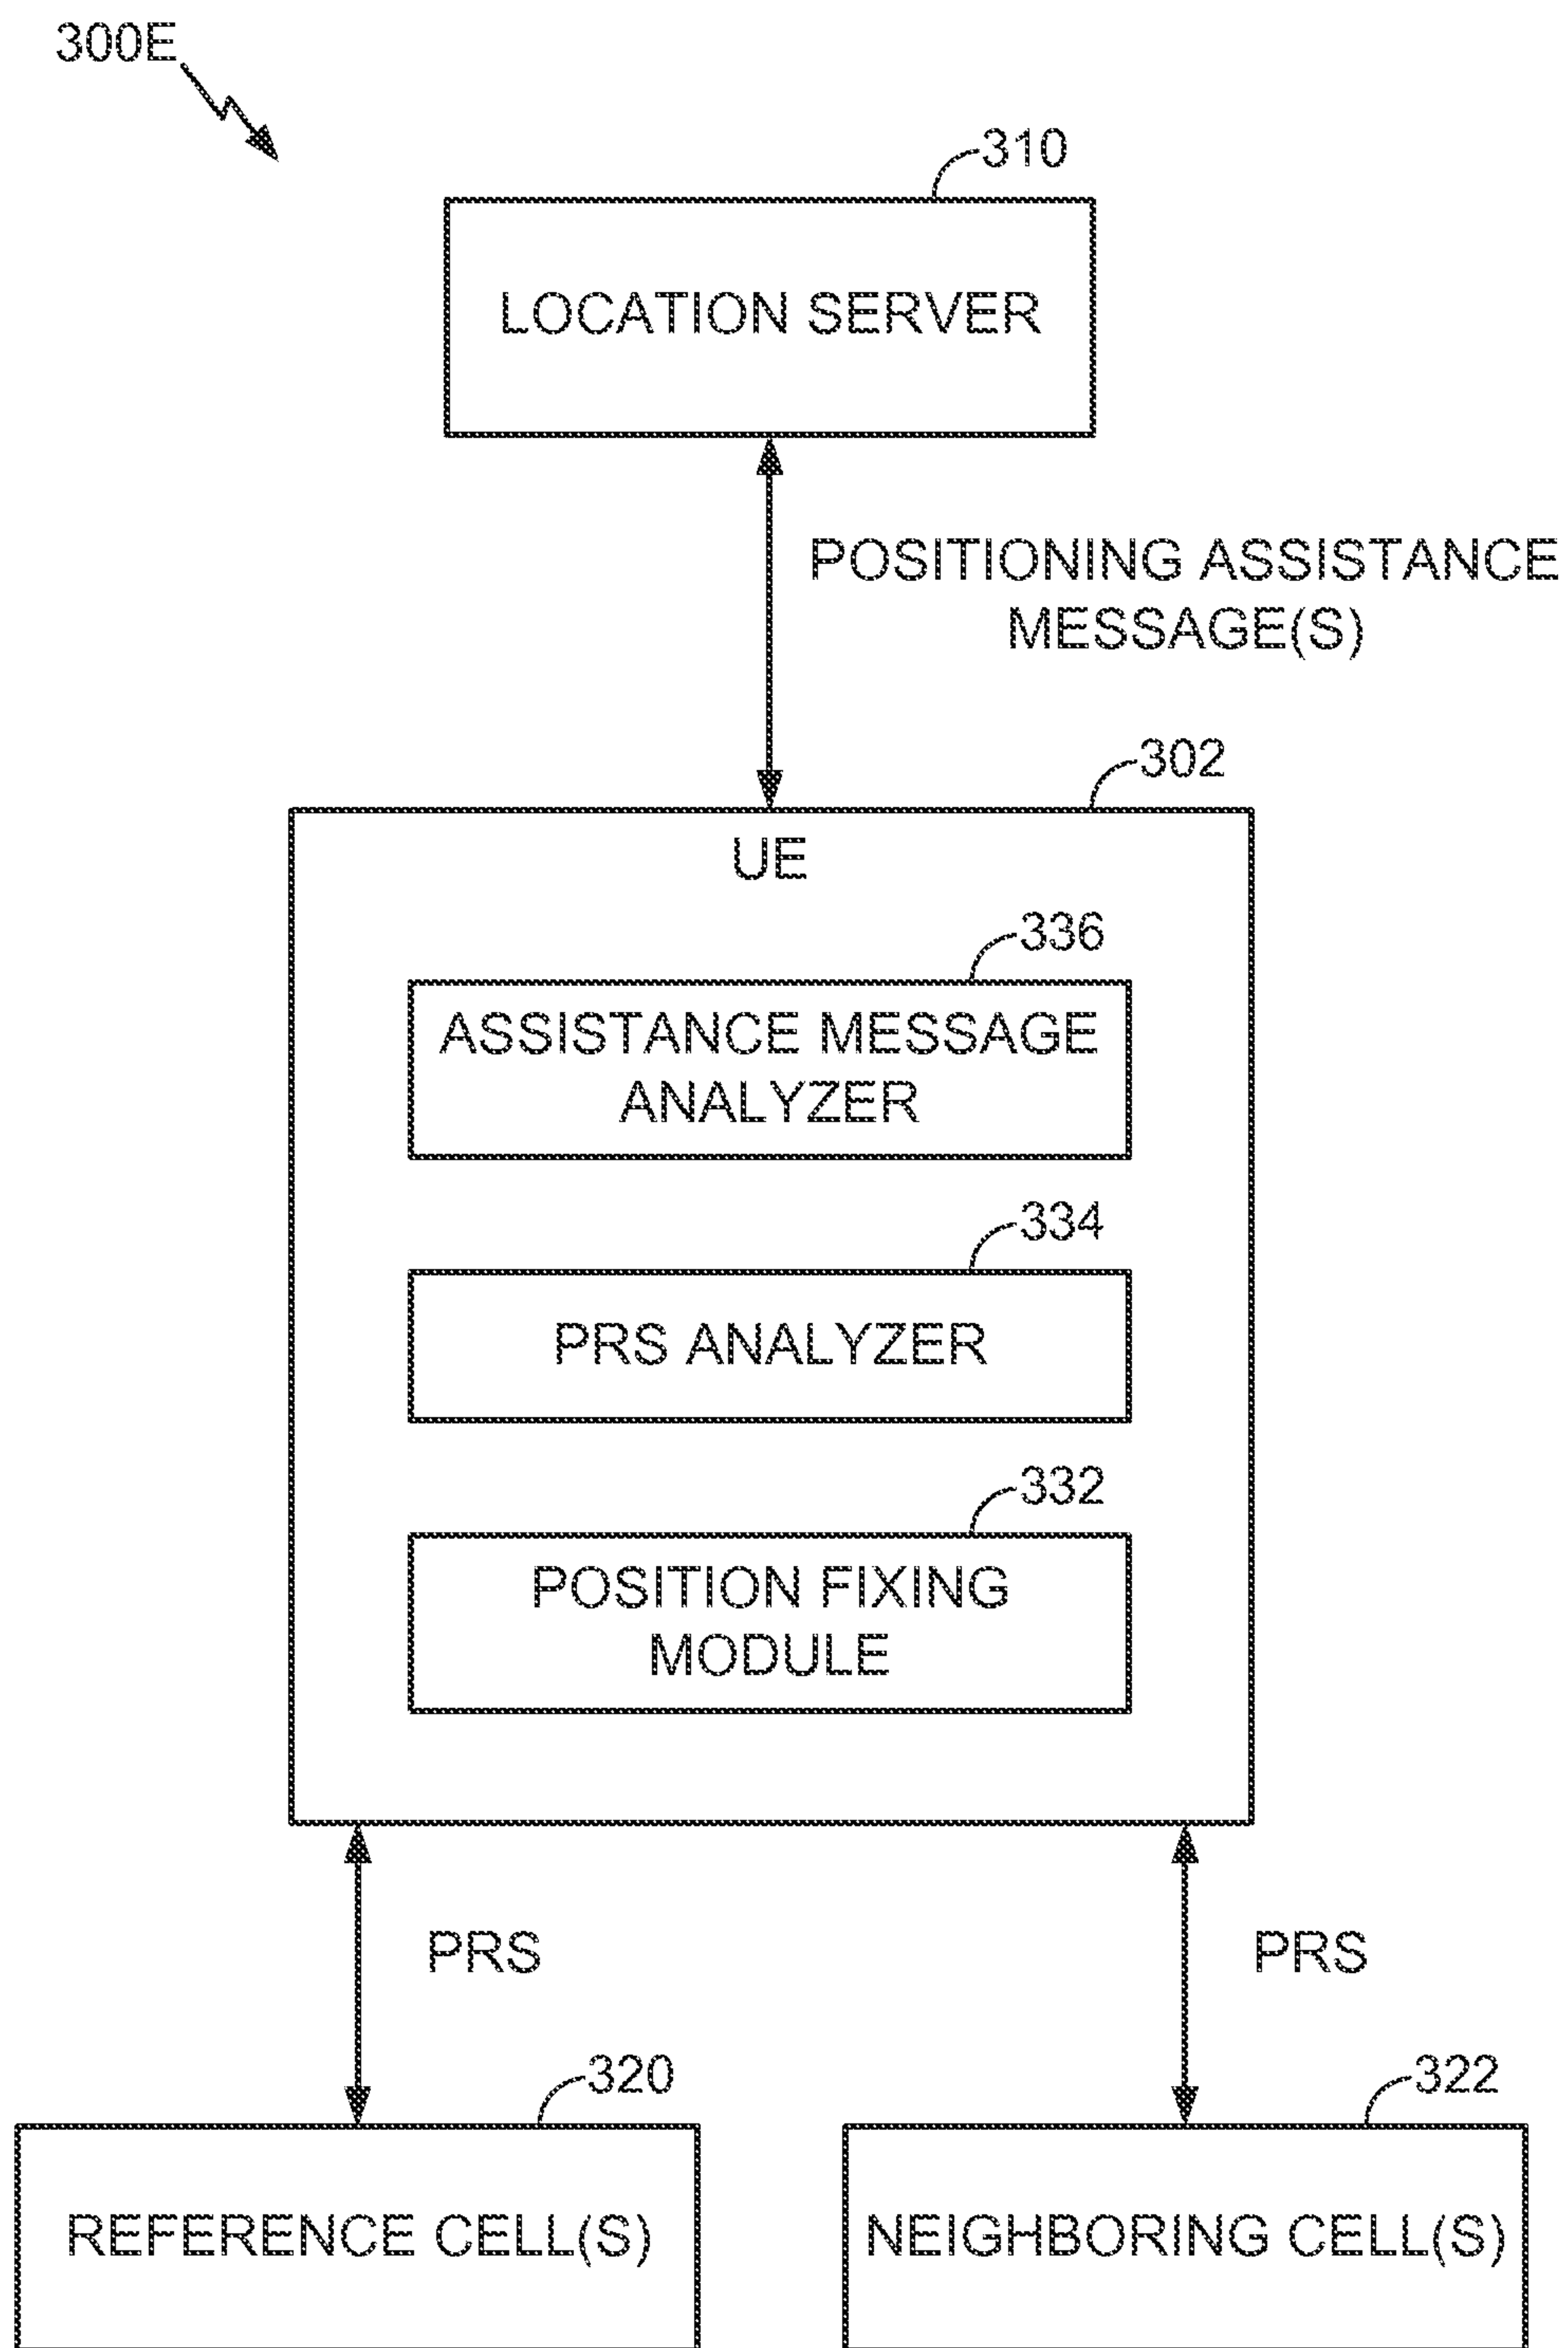 300E
310
LOCATION SERVER
POSITIONING ASSISTANCE
MESSAGE(S)
302
UE
336
ASSISTANCE MESSAGE
ANALYZER
334
PRS ANALYZER
332
POSITION FIXING
MODULE
PRS
PRS
320
322
REFERENCE CELL(S)
NEIGHBORING CELL(S)